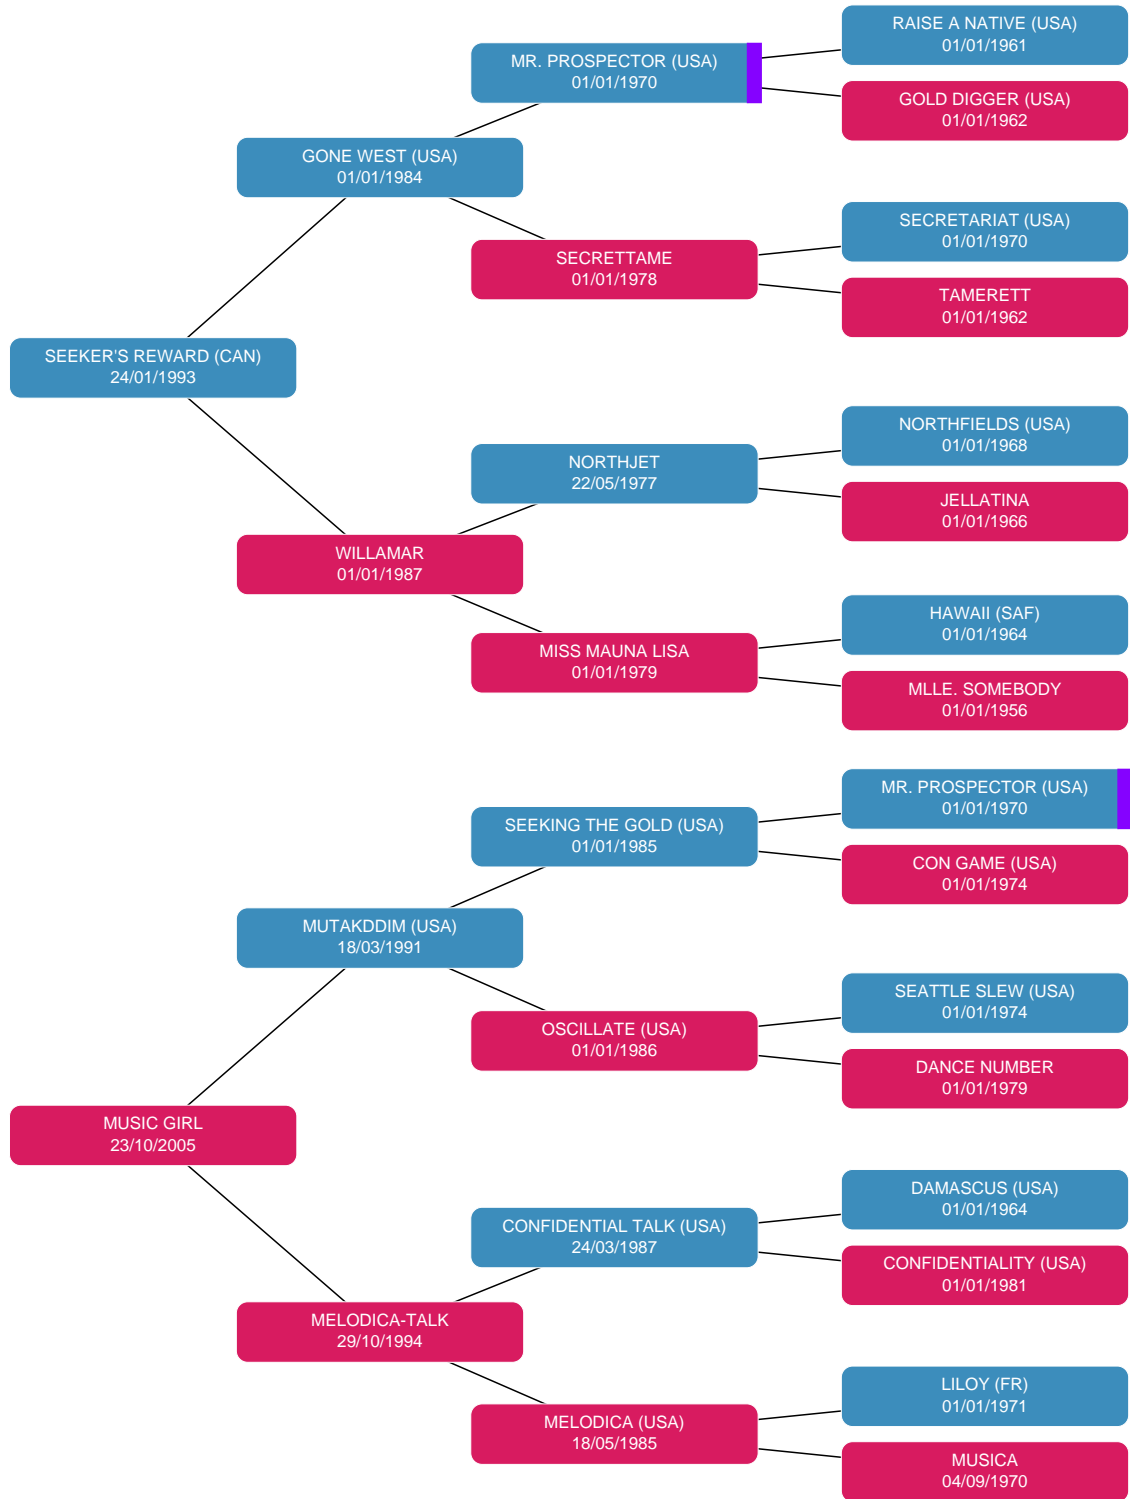 RAISE A NATIVE (USA)
01/01/1961
MR. PROSPECTOR (USA)
01/01/1970
GOLD DIGGER (USA)
01/01/1962
GONE WEST (USA)
01/01/1984
SECRETARIAT (USA)
01/01/1970
SECRETTAME
01/01/1978
TAMERETT
01/01/1962
SEEKER'S REWARD (CAN)
24/01/1993
NORTHFIELDS (USA)
01/01/1968
NORTHJET
22/05/1977
JELLATINA
01/01/1966
WILLAMAR
01/01/1987
HAWAII (SAF)
01/01/1964
MISS MAUNA LISA
01/01/1979
MLLE. SOMEBODY
01/01/1956
MR. PROSPECTOR (USA)
01/01/1970
SEEKING THE GOLD (USA)
01/01/1985
CON GAME (USA)
01/01/1974
MUTAKDDIM (USA)
18/03/1991
SEATTLE SLEW (USA)
01/01/1974
OSCILLATE (USA)
01/01/1986
DANCE NUMBER
01/01/1979
MUSIC GIRL
23/10/2005
DAMASCUS (USA)
01/01/1964
CONFIDENTIAL TALK (USA)
24/03/1987
CONFIDENTIALITY (USA)
01/01/1981
MELODICA-TALK
29/10/1994
LILOY (FR)
01/01/1971
MELODICA (USA)
18/05/1985
MUSICA
04/09/1970